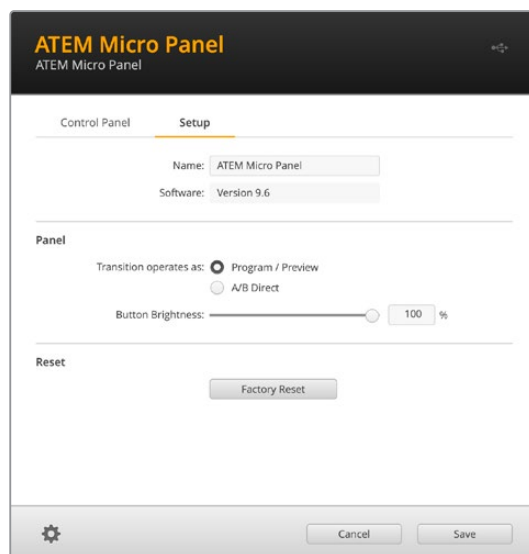 ATEM Micro Panel
ATEM Micro Panel
Control Panel Setup
Name: ATEM Micro Panel
Software: Version 9.6
Panel
Transition operates as: Program / Preview
A/B Direct
Button Brightness: 100 %
Reset
Factory Reset
Cancel Save